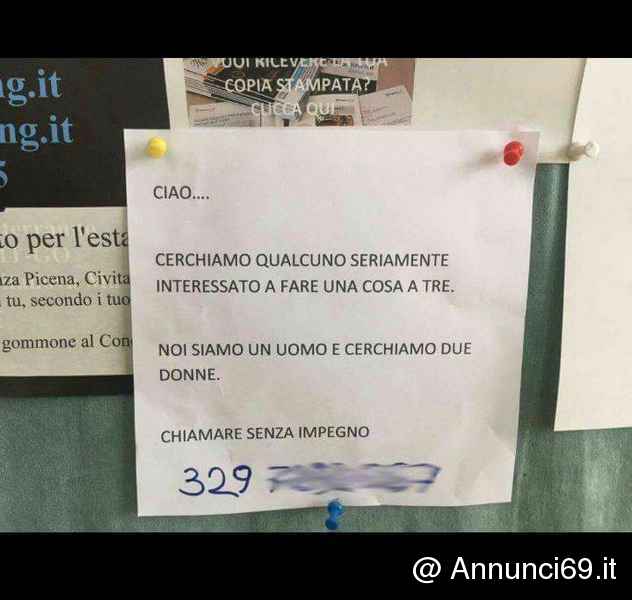 VUOI RICEVERE LA TUA
COPIA STAMPATA?
CLICCA QUI
g.it
ng.it
5
o per l'esta
za Picena, Civita
tu, secondo i tuo
gommone al Con
CIAO....
CERCHIAMO QUALCUNO SERIAMENTE
INTERESSATO A FARE UNA COSA A TRE.
NOI SIAMO UN UOMO E CERCHIAMO DUE
DONNE.
CHIAMARE SENZA IMPEGNO
329
@ Annunci69.it